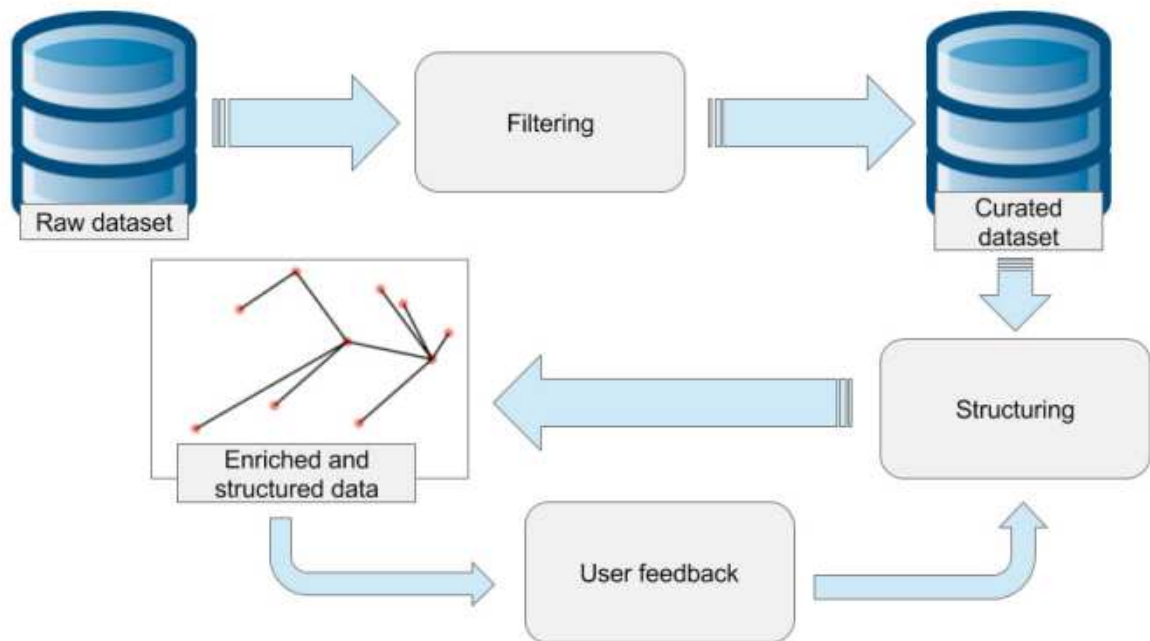 Filtering
Raw dataset
Curated
dataset
Structuring
Enriched and
structured data
User feedback